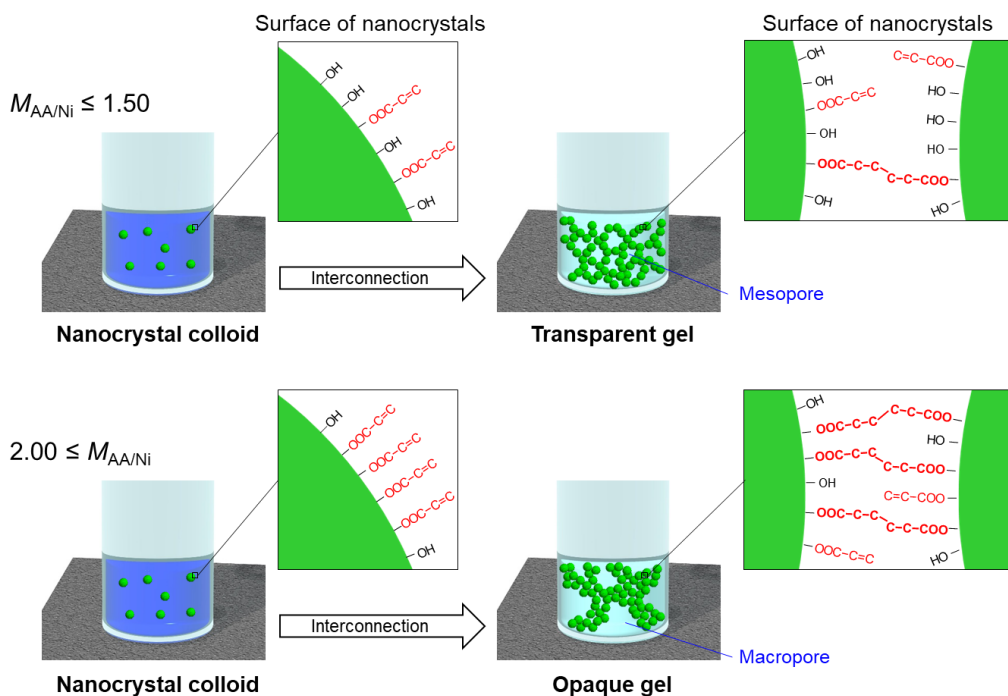 Surface of nanocrystals
Surface of nanocrystals
M_AA/Ni ≤ 1.50
–OH
–OH
–OOC–C=C
–OH
–OOC–C=C
–OH
–OH
C=C–COO–
–OH
HO–
–OOC–C=C
HO–
–OH
HO–
–OOC–C–C–C–C–COO–
–OH
HO–
Interconnection
Mesopore
Nanocrystal colloid
Transparent gel
2.00 ≤ M_AA/Ni
–OH
–OOC–C=C
–OOC–C=C
–OOC–C=C
–OOC–C=C
–OH
–OH
–OOC–C–C–C–C–COO–
HO–
–OOC–C–C–C–C–COO–
–OH
C=C–COO–
–OOC–C–C–C–C–COO–
–OOC–C=C
HO–
Interconnection
Macropore
Nanocrystal colloid
Opaque gel